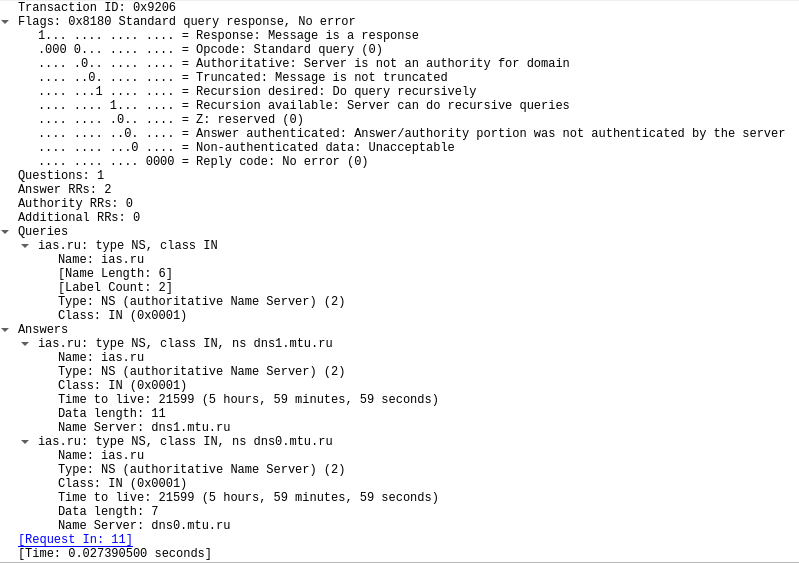 Transaction ID: 0x9206
Flags: 0x8180 Standard query response, No error
1... .... .... .... = Response: Message is a response
.000 0... .... .... = Opcode: Standard query (0)
.... .0.. .... .... = Authoritative: Server is not an authority for domain
.... ..0. .... .... = Truncated: Message is not truncated
.... ...1 .... .... = Recursion desired: Do query recursively
.... .... 1... .... = Recursion available: Server can do recursive queries
.... .... .0.. .... = Z: reserved (0)
.... .... ..0. .... = Answer authenticated: Answer/authority portion was not authenticated by the server
.... .... ...0 .... = Non-authenticated data: Unacceptable
.... .... .... 0000 = Reply code: No error (0)
Questions: 1
Answer RRs: 2
Authority RRs: 0
Additional RRs: 0
Queries
ias.ru: type NS, class IN
Name: ias.ru
[Name Length: 6]
[Label Count: 2]
Type: NS (authoritative Name Server) (2)
Class: IN (0x0001)
Answers
ias.ru: type NS, class IN, ns dns1.mtu.ru
Name: ias.ru
Type: NS (authoritative Name Server) (2)
Class: IN (0x0001)
Time to live: 21599 (5 hours, 59 minutes, 59 seconds)
Data length: 11
Name Server: dns1.mtu.ru
ias.ru: type NS, class IN, ns dns0.mtu.ru
Name: ias.ru
Type: NS (authoritative Name Server) (2)
Class: IN (0x0001)
Time to live: 21599 (5 hours, 59 minutes, 59 seconds)
Data length: 7
Name Server: dns0.mtu.ru
[Request In: 11]
[Time: 0.027390500 seconds]